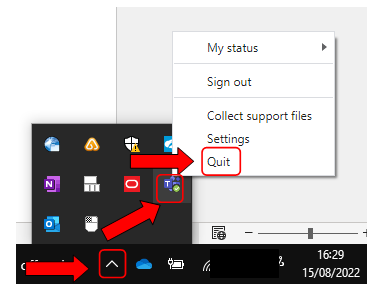 My status
Sign out
Collect support files
Settings
Quit
16:29
15/08/2022